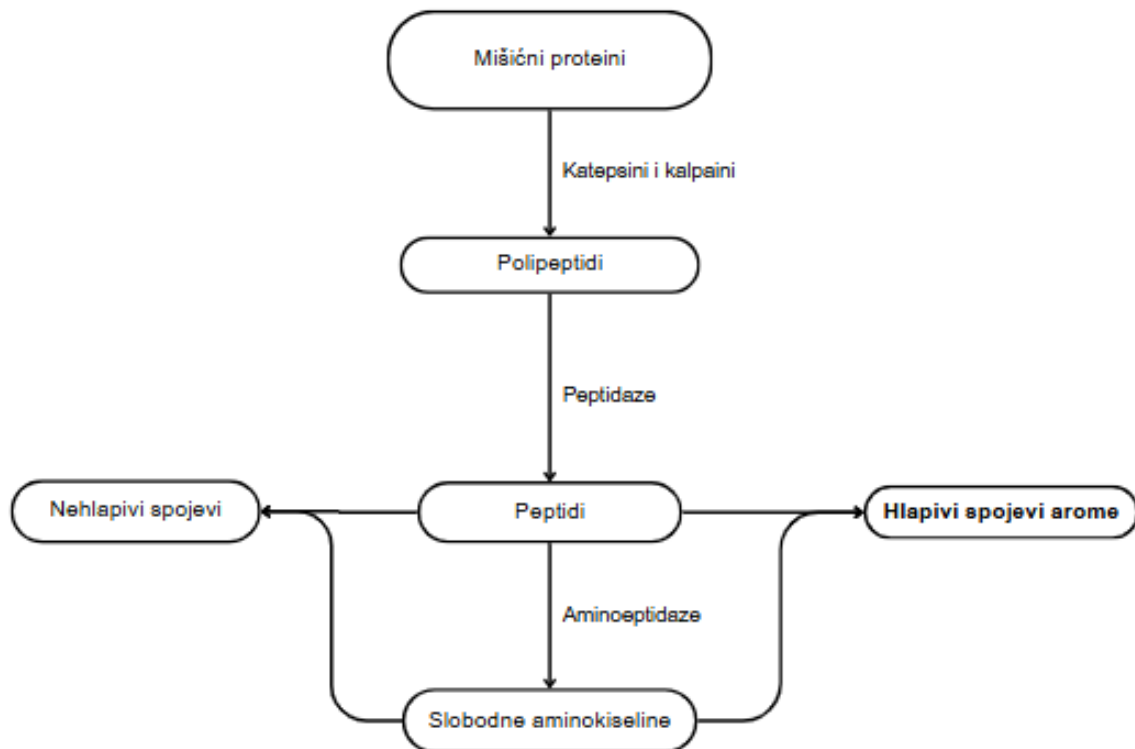 Mišićni proteini
Katepsini i kalpaini
Polipeptidi
Peptidaze
Nehlapivi spojevi
Peptidi
Hlapivi spojevi arome
Aminoeptidaze
Slobodne aminokiseline